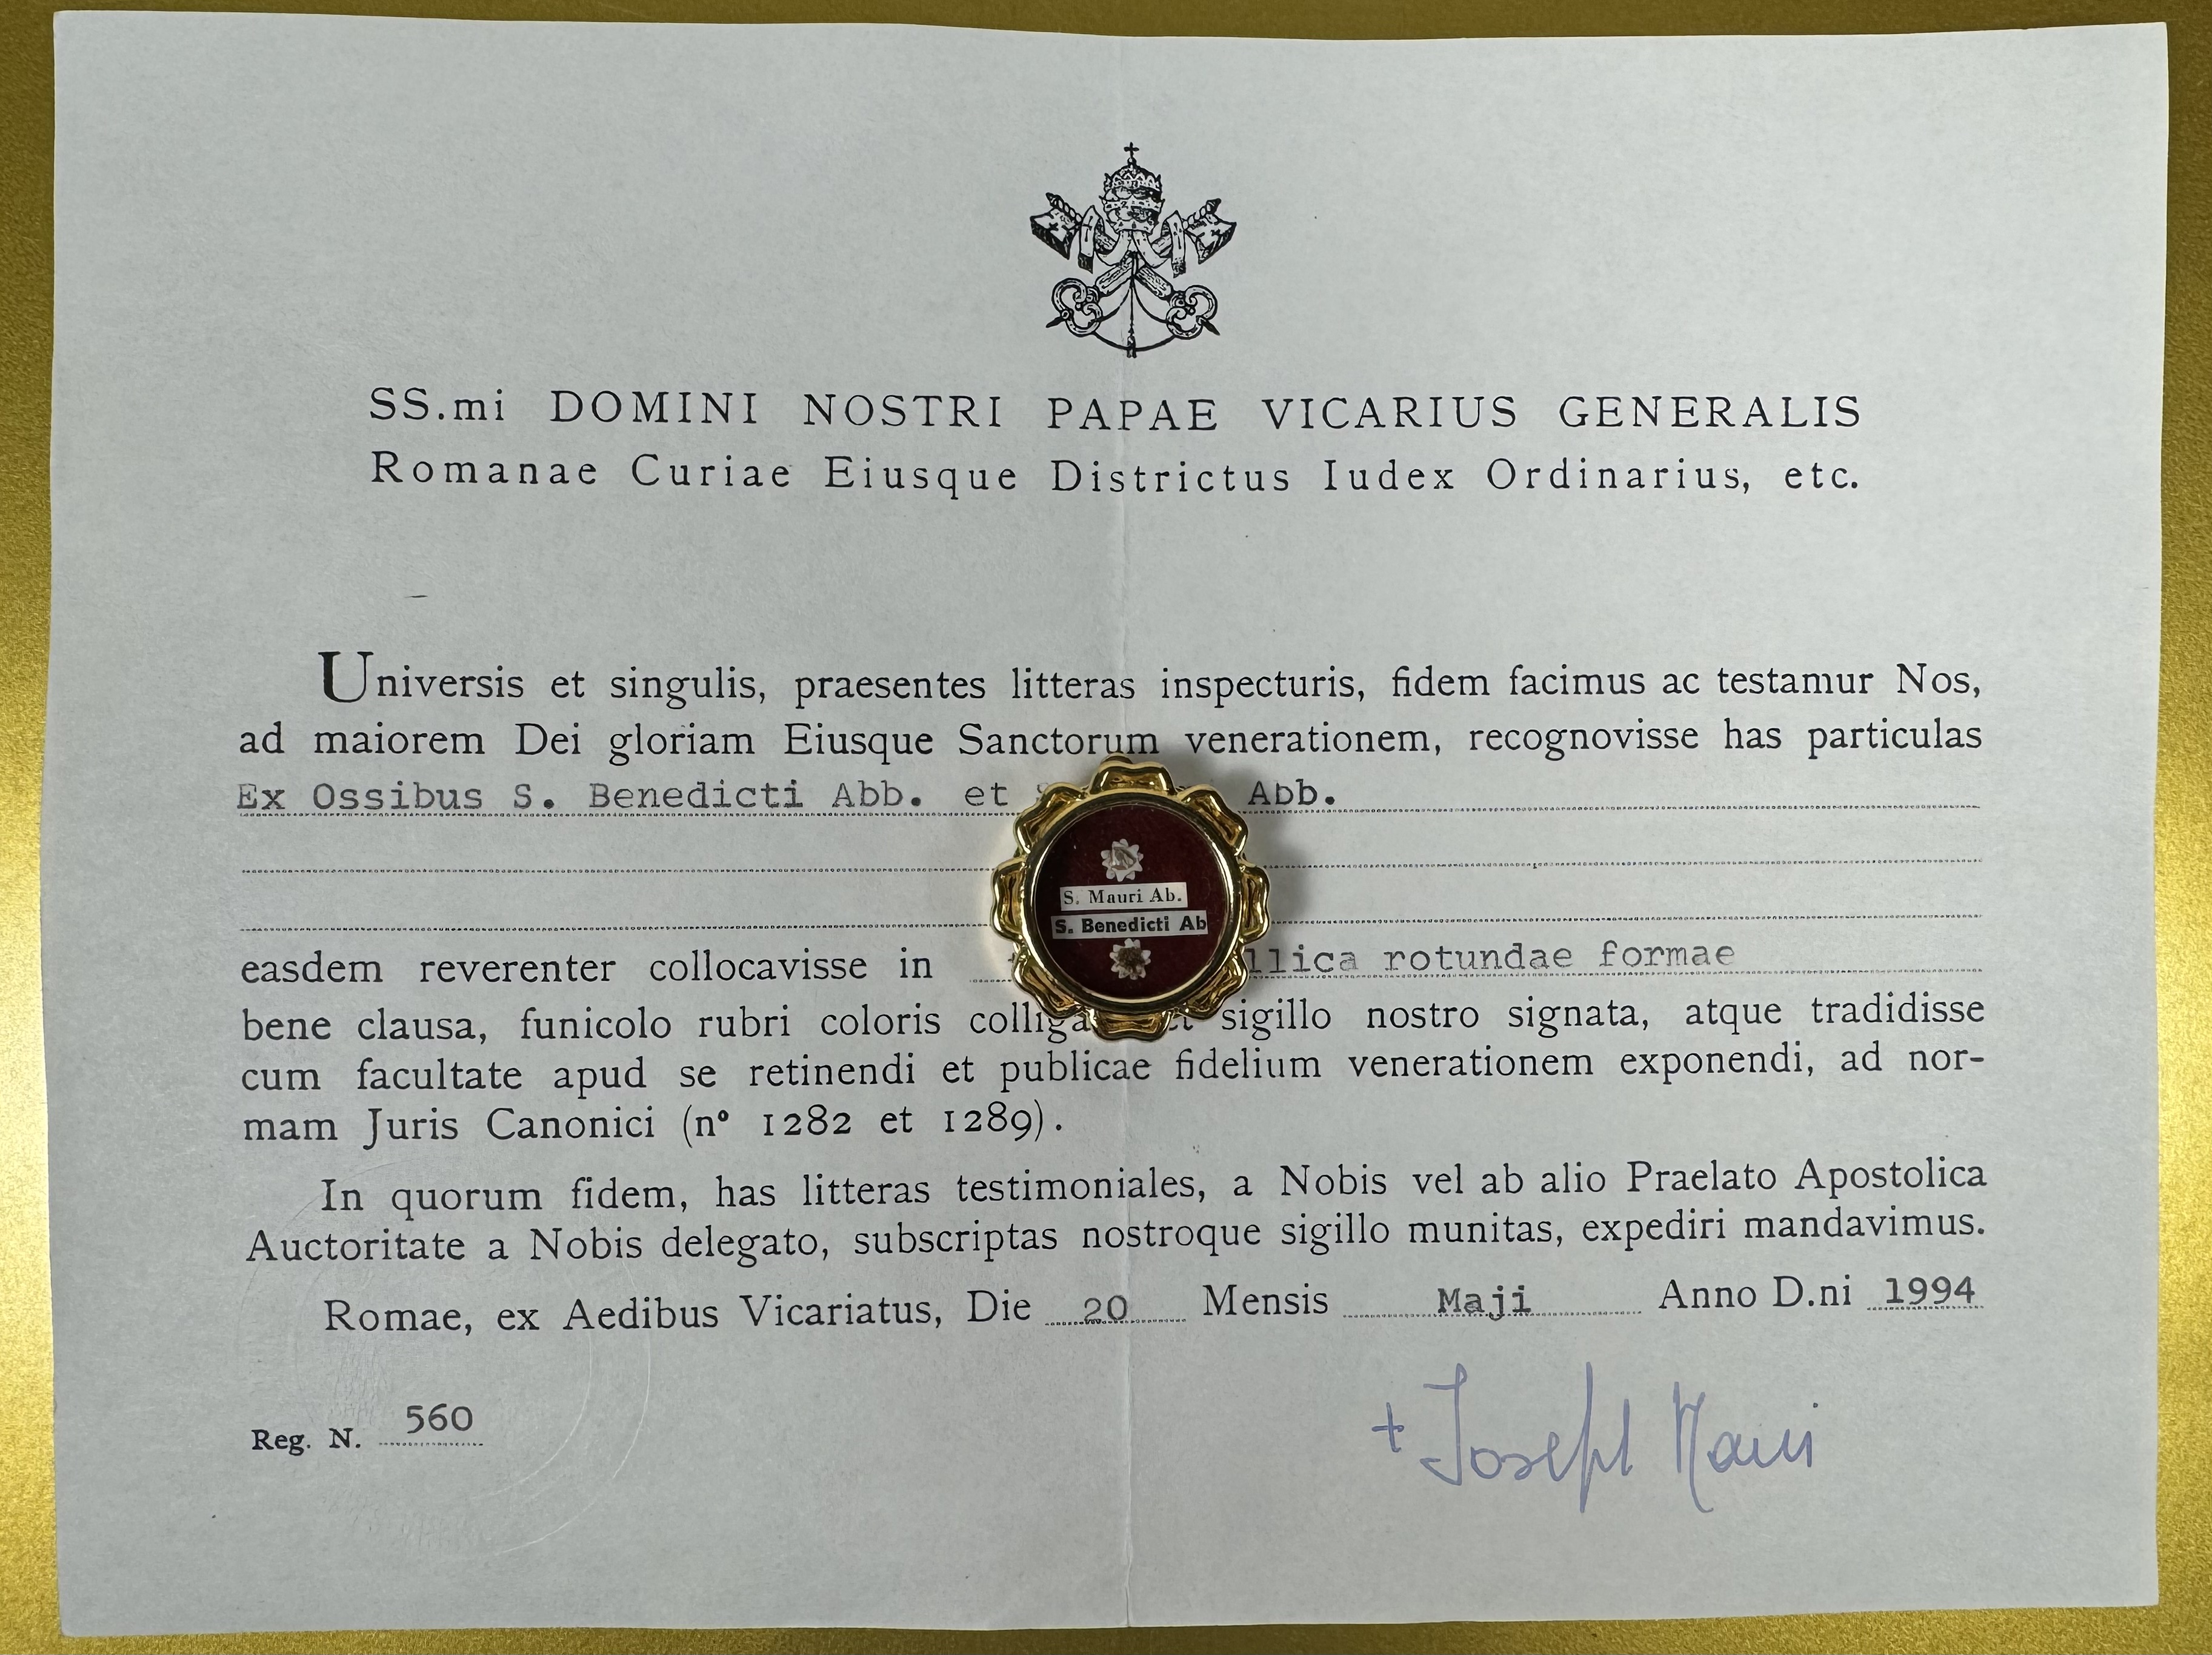 SS.mi DOMINI NOSTRI PAPAE VICARIUS GENERALIS
Romanae Curiae Eiusque Districtus Iudex Ordinarius, etc.
Universis et singulis, praesentes litteras inspecturis, fidem facimus ac testamur Nos,
ad maiorem Dei gloriam Eiusque Sanctorum venerationem, recognovisse has particulas
Ex Ossibus S. Benedicti Abb. et Abb.
S. Mauri Ab.
S. Benedicti Ab
easdem reverenter collocavisse in llica rotundae formae
bene clausa, funicolo rubri coloris colliga sigillo nostro signata, atque tradidisse
cum facultate apud se retinendi et publicae fidelium venerationem exponendi, ad nor-
mam Juris Canonici (nº 1282 et 1289).
In quorum fidem, has litteras testimoniales, a Nobis vel ab alio Praelato Apostolica
Auctoritate a Nobis delegato, subscriptas nostroque sigillo munitas, expediri mandavimus.
Romae, ex Aedibus Vicariatus, Die 20 Mensis Maji Anno D.ni 1994
Reg. N. 560
+ Joseph